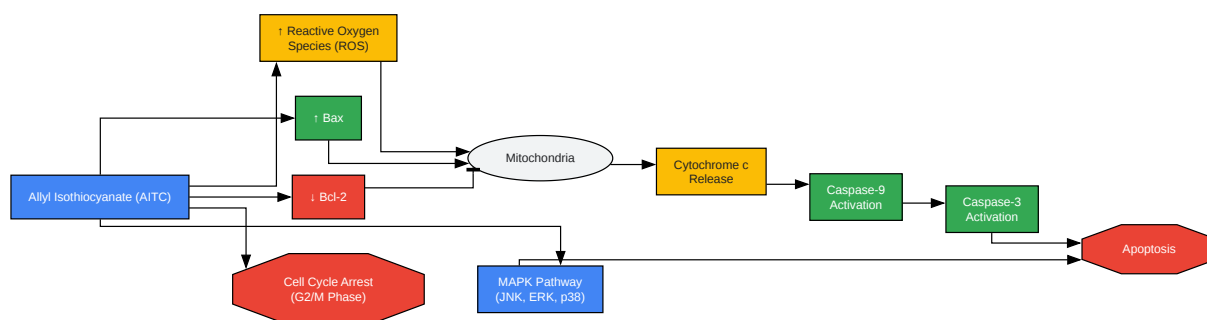 ↑ Reactive Oxygen
Species (ROS)
↑ Bax
Mitochondria
Cytochrome c
Release
Allyl Isothiocyanate (AITC)
↓ Bcl-2
Caspase-9
Activation
Caspase-3
Activation
Apoptosis
Cell Cycle Arrest
(G2/M Phase)
MAPK Pathway
(JNK, ERK, p38)